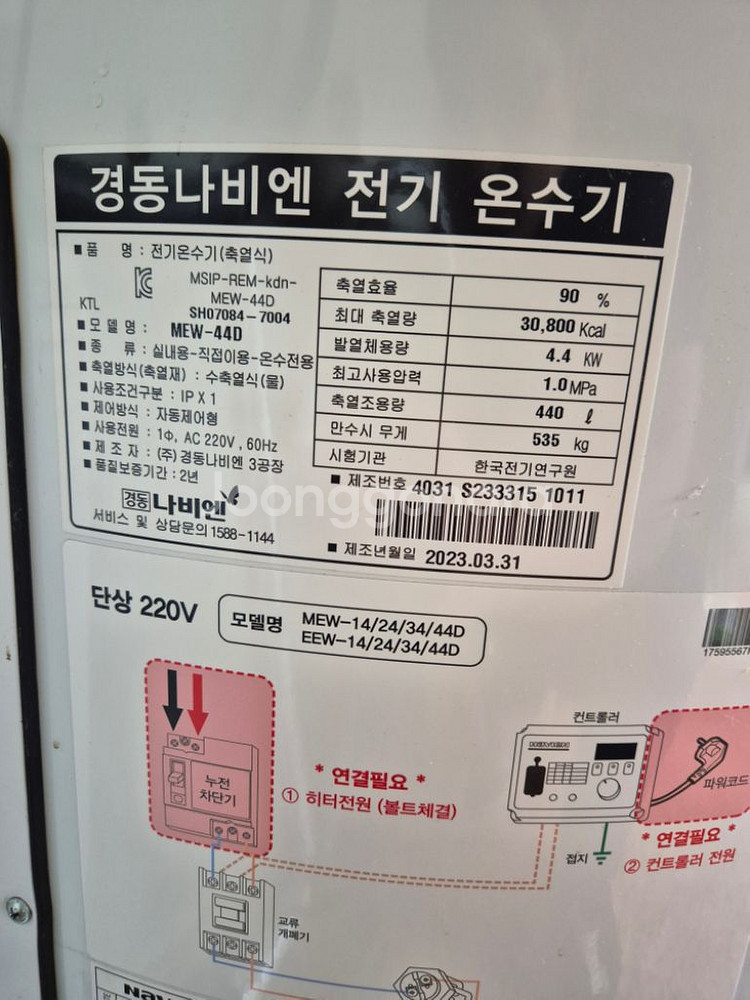 경동나비엔 전기 온수기
■ 품 명 : 전기온수기(축열식)
MSIP-REM-kdn-
MEW-44D
KTL SH07084-7004
■ 모 델 명 : MEW-44D
■ 종 류 : 실내용-직접이용-온수전용
■ 축열방식(축열재) : 수축열식(물)
■ 사용조건구분 : IP X 1
■ 제어방식 : 자동제어형
■ 사용전원 : 1Φ, AC 220V , 60Hz
■ 제 조 자 : (주) 경동나비엔 3공장
■ 품질보증기간 : 2년
경동나비엔
서비스 및 상담문의 1588-1144
축열효율 90 %
최대 축열량 30,800 Kcal
발열체용량 4.4 KW
최고사용압력 1.0 MPa
축열조용량 440 ℓ
만수시 무게 535 kg
시험기관 한국전기연구원
■ 제조번호 4031 S233315 1011
■ 제조년월일 2023.03.31
단상 220V
모델명 MEW-14/24/34/44D
EEW-14/24/34/44D
17595567
누전
차단기
* 연결필요 *
① 히터전원 (볼트체결)
컨트롤러
파워코드
접지
* 연결필요 *
② 컨트롤러 전원
교류
개폐기